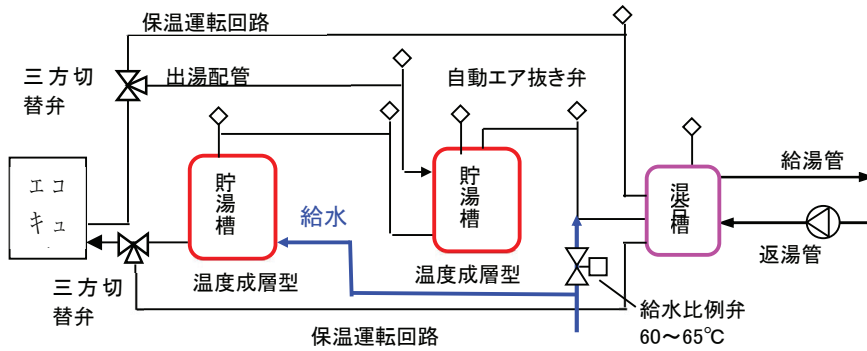 保温運転回路
三方切
替弁
出湯配管
自動エア抜き弁
エコ
キュ
貯湯槽
給水
貯湯槽
混合槽
給湯管
返湯管
温度成層型
温度成層型
三方切
替弁
保温運転回路
給水比例弁
60～65℃